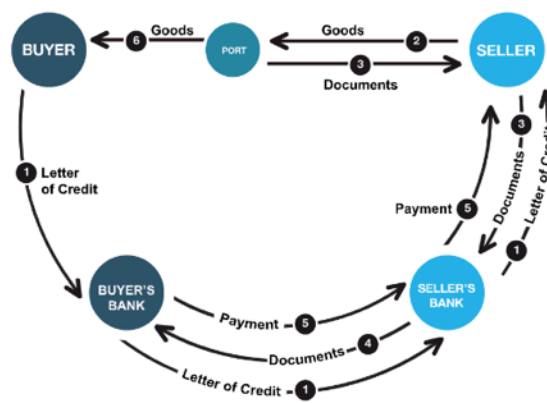 BUYER
6
Goods
PORT
Goods
2
3
Documents
SELLER
1
Letter
of Credit
Payment
5
3
Documents
1
Letter of Credit
BUYER'S
BANK
SELLER'S
BANK
Payment
5
Documents
4
Letter of Credit
1